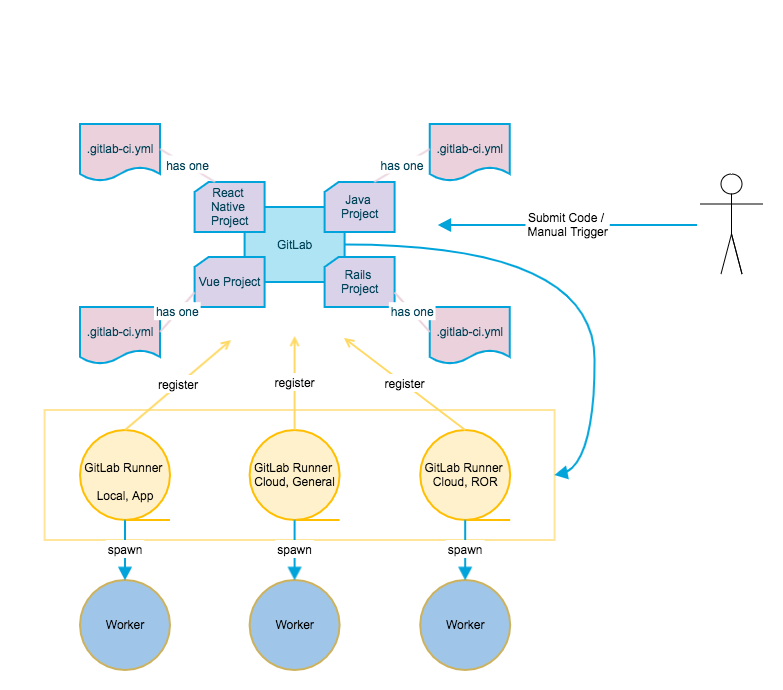 .gitlab-ci.yml
.gitlab-ci.yml
has one
has one
React
Native
Project
Java
Project
Submit Code /
Manual Trigger
GitLab
Vue Project
Rails
Project
has one
has one
.gitlab-ci.yml
.gitlab-ci.yml
register
register
register
GitLab Runner
Local, App
GitLab Runner
Cloud, General
GitLab Runner
Cloud, ROR
spawn
spawn
spawn
Worker
Worker
Worker